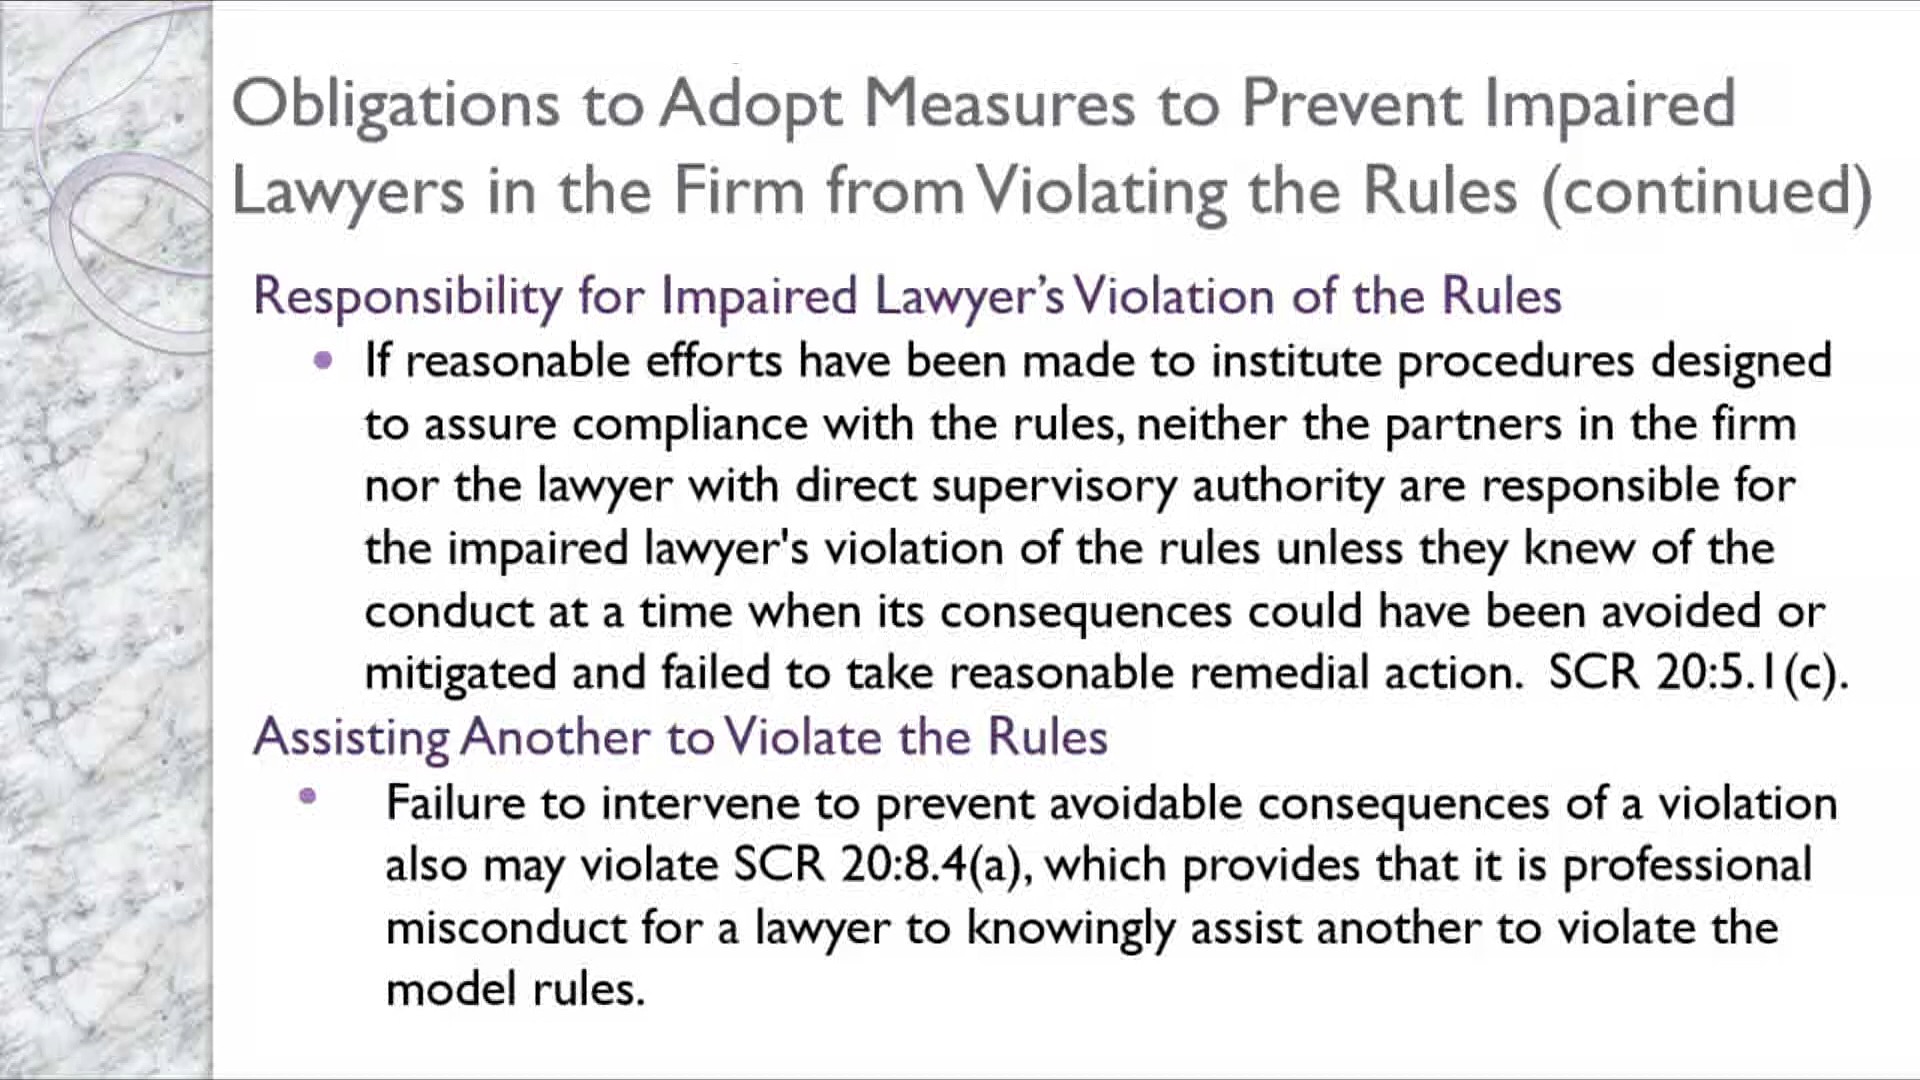 Obligations to Adopt Measures to Prevent Impaired
Lawyers in the Firm from Violating the Rules (continued)
Responsibility for Impaired Lawyer’s Violation of the Rules
• If reasonable efforts have been made to institute procedures designed
to assure compliance with the rules, neither the partners in the firm
nor the lawyer with direct supervisory authority are responsible for
the impaired lawyer's violation of the rules unless they knew of the
conduct at a time when its consequences could have been avoided or
mitigated and failed to take reasonable remedial action. SCR 20:5.1(c).
Assisting Another to Violate the Rules
• Failure to intervene to prevent avoidable consequences of a violation
also may violate SCR 20:8.4(a), which provides that it is professional
misconduct for a lawyer to knowingly assist another to violate the
model rules.